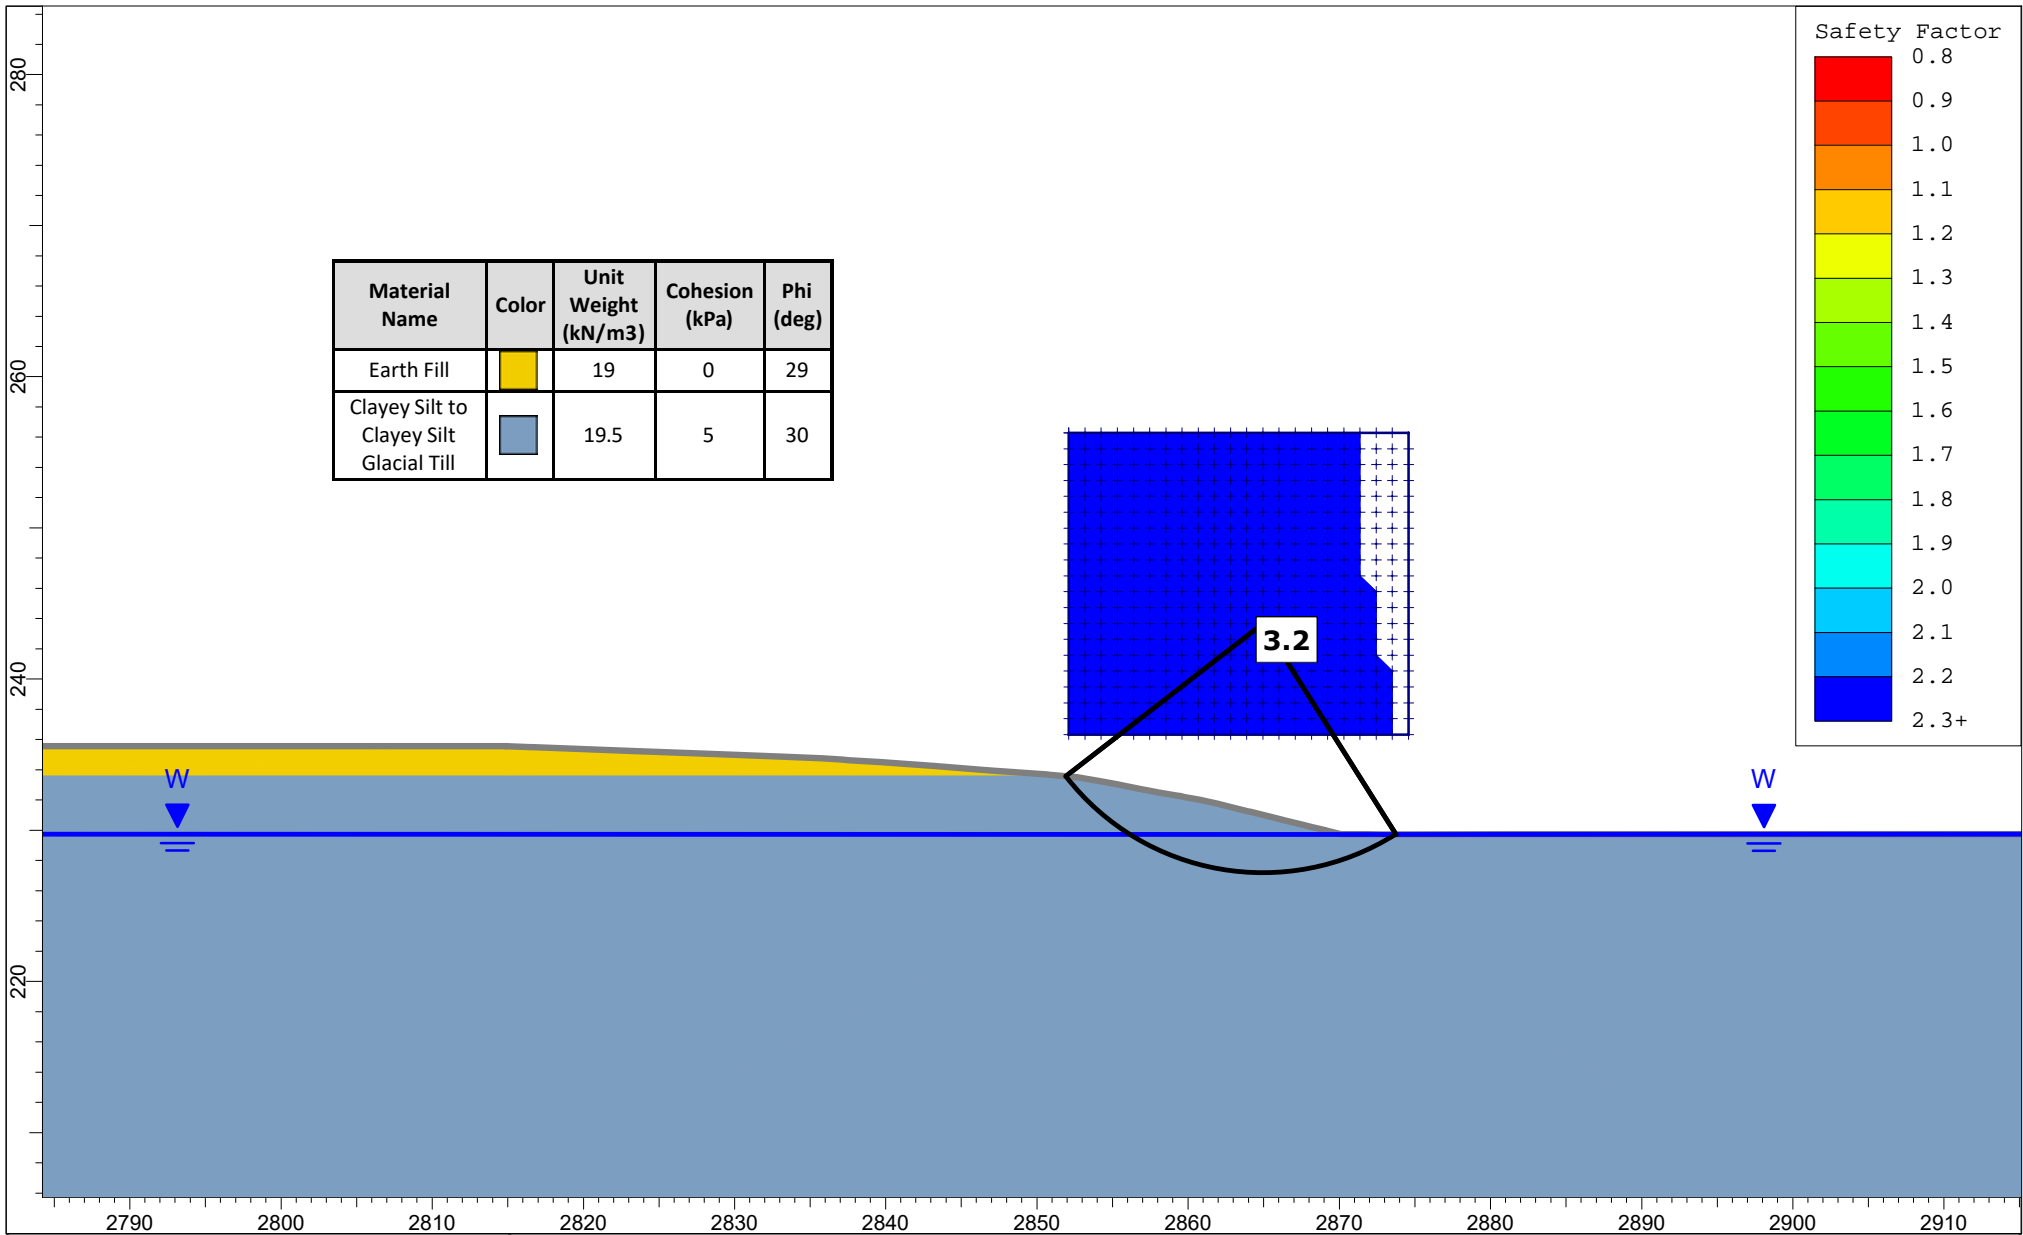 Safety Factor
0.8
0.9
1.0
1.1
1.2
1.3
1.4
1.5
1.6
1.7
1.8
1.9
2.0
2.1
2.2
2.3+
280
260
240
220
Material
Name
Color
Unit
Weight
(kN/m3)
Cohesion
(kPa)
Phi
(deg)
Earth Fill
19
0
29
Clayey Silt to
Clayey Silt
Glacial Till
19.5
5
30
3.2
W
W
2790 2800 2810 2820 2830 2840 2850 2860 2870 2880 2890 2900 2910